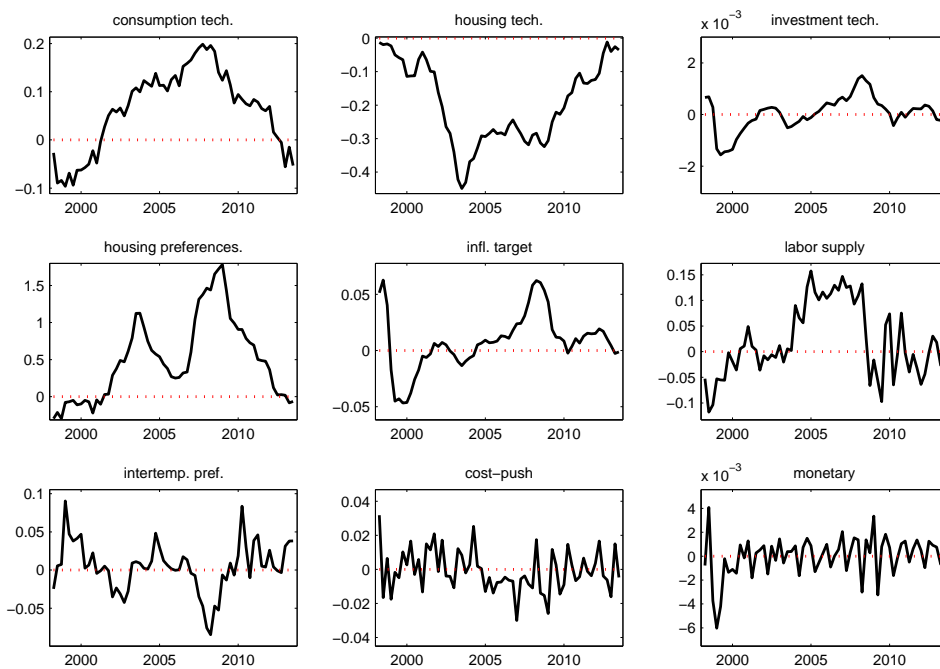 consumption tech.
0.2
0.1
0
−0.1
2000 2005 2010
housing tech.
0
−0.1
−0.2
−0.3
−0.4
2000 2005 2010
investment tech.
x 10⁻³
2
0
−2
2000 2005 2010
housing preferences.
1.5
1
0.5
0
2000 2005 2010
infl. target
0.05
0
−0.05
2000 2005 2010
labor supply
0.15
0.1
0.05
0
−0.05
−0.1
2000 2005 2010
intertemp. pref.
0.1
0.05
0
−0.05
2000 2005 2010
cost−push
0.04
0.02
0
−0.02
−0.04
2000 2005 2010
monetary
x 10⁻³
4
2
0
−2
−4
−6
2000 2005 2010